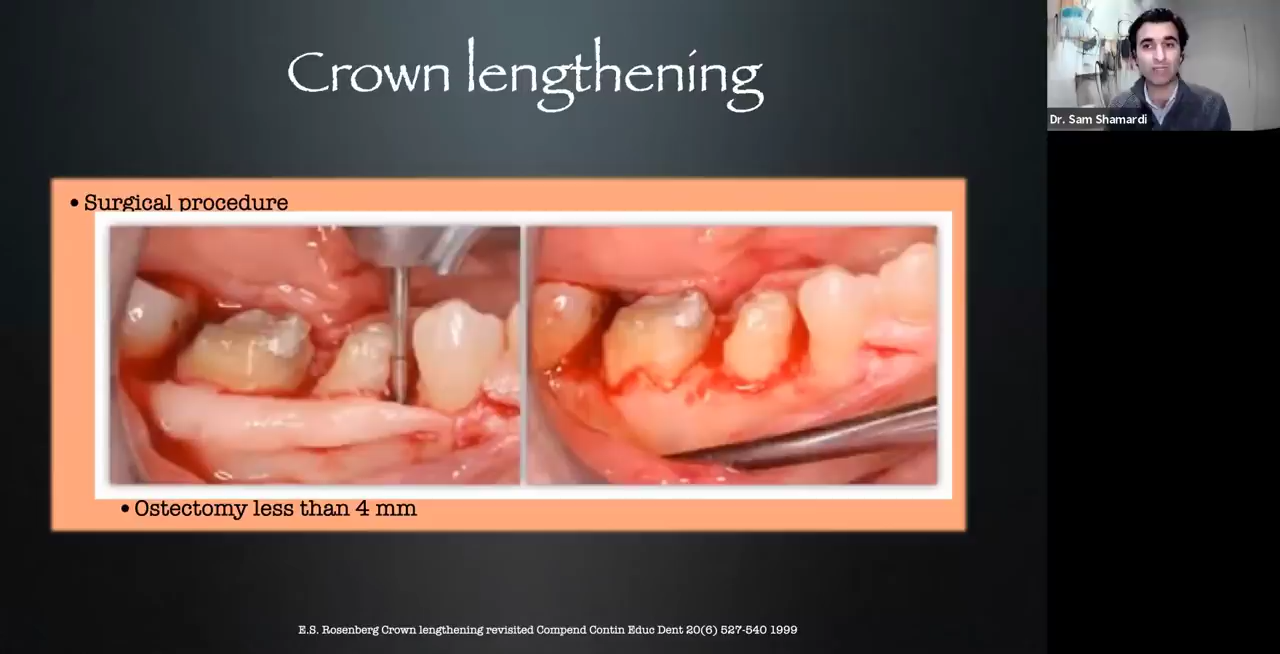 Crown lengthening
Dr. Sam Shamardi
• Surgical procedure
• Ostectomy less than 4 mm
E.S. Rosenberg Crown lengthening revisited Compend Contin Educ Dent 20(6) 527-540 1999